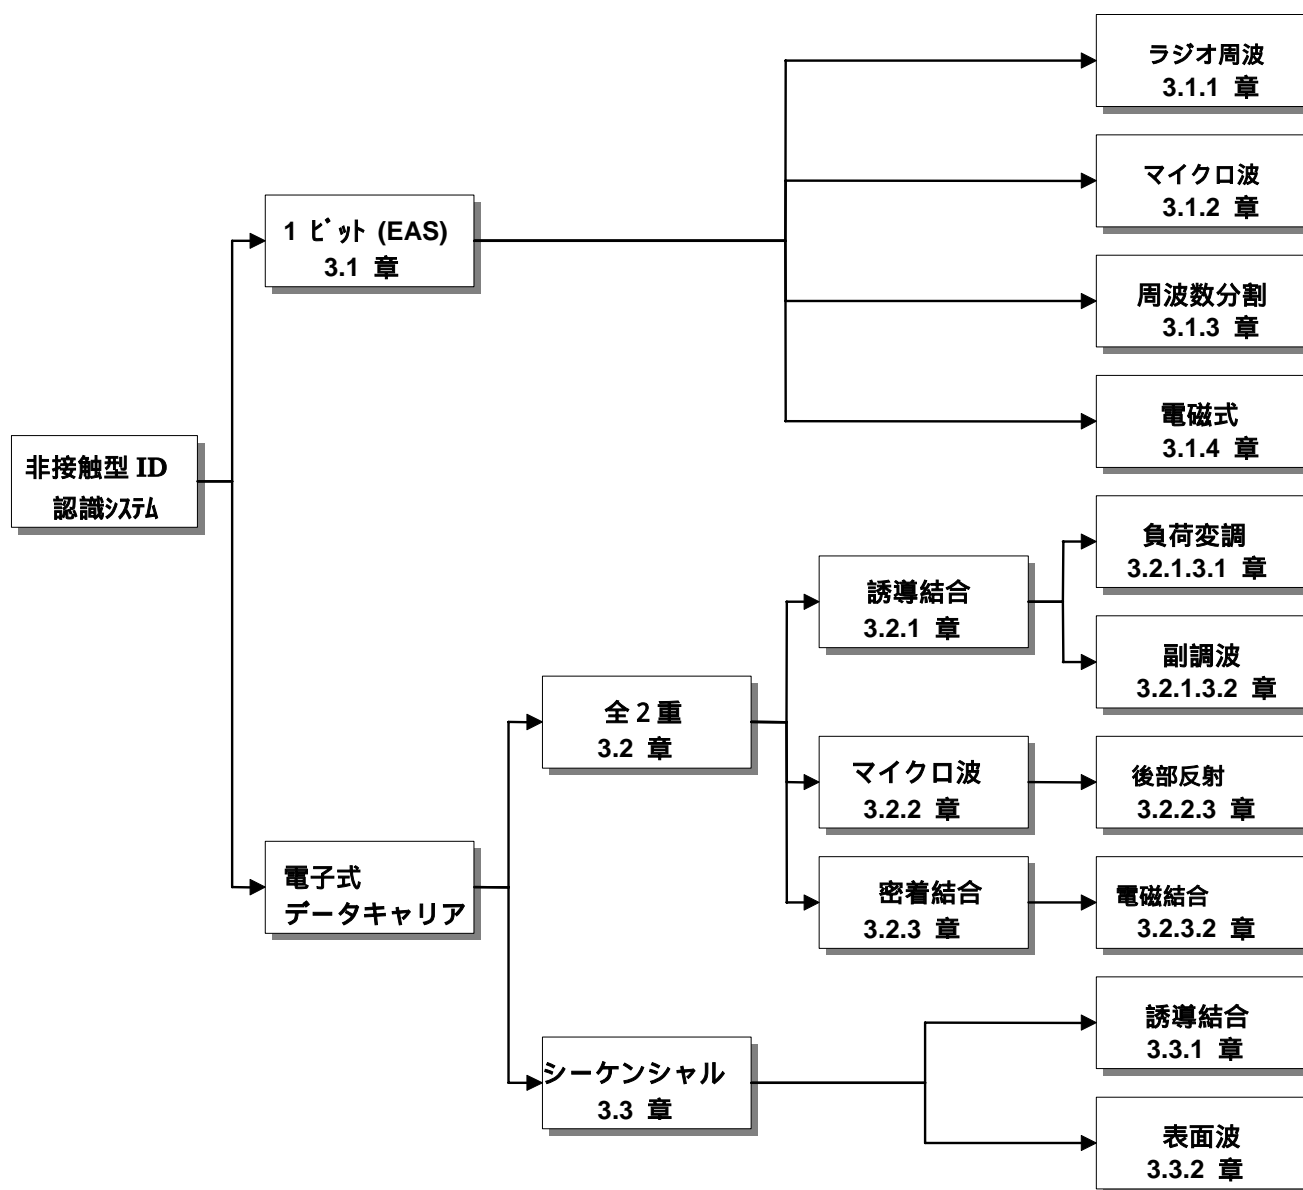 ラジオ周波
3.1.1 章
マイクロ波
3.1.2 章
1 ﾋﾞｯﾄ (EAS)
3.1 章
周波数分割
3.1.3 章
電磁式
3.1.4 章
非接触型 ID
認識ｼｽﾃﾑ
負荷変調
3.2.1.3.1 章
誘導結合
3.2.1 章
副調波
3.2.1.3.2 章
全２重
3.2 章
マイクロ波
3.2.2 章
後部反射
3.2.2.3 章
電子式
データキャリア
密着結合
3.2.3 章
電磁結合
3.2.3.2 章
誘導結合
3.3.1 章
シーケンシャル
3.3 章
表面波
3.3.2 章